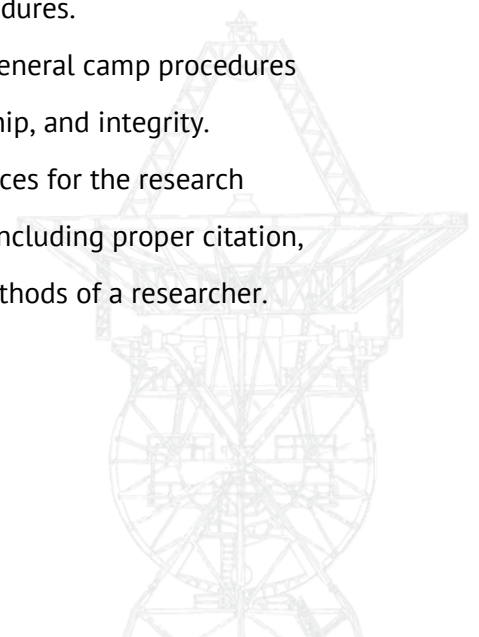 dures.
eneral camp procedures
hip, and integrity.
ces for the research
ncluding proper citation,
thods of a researcher.